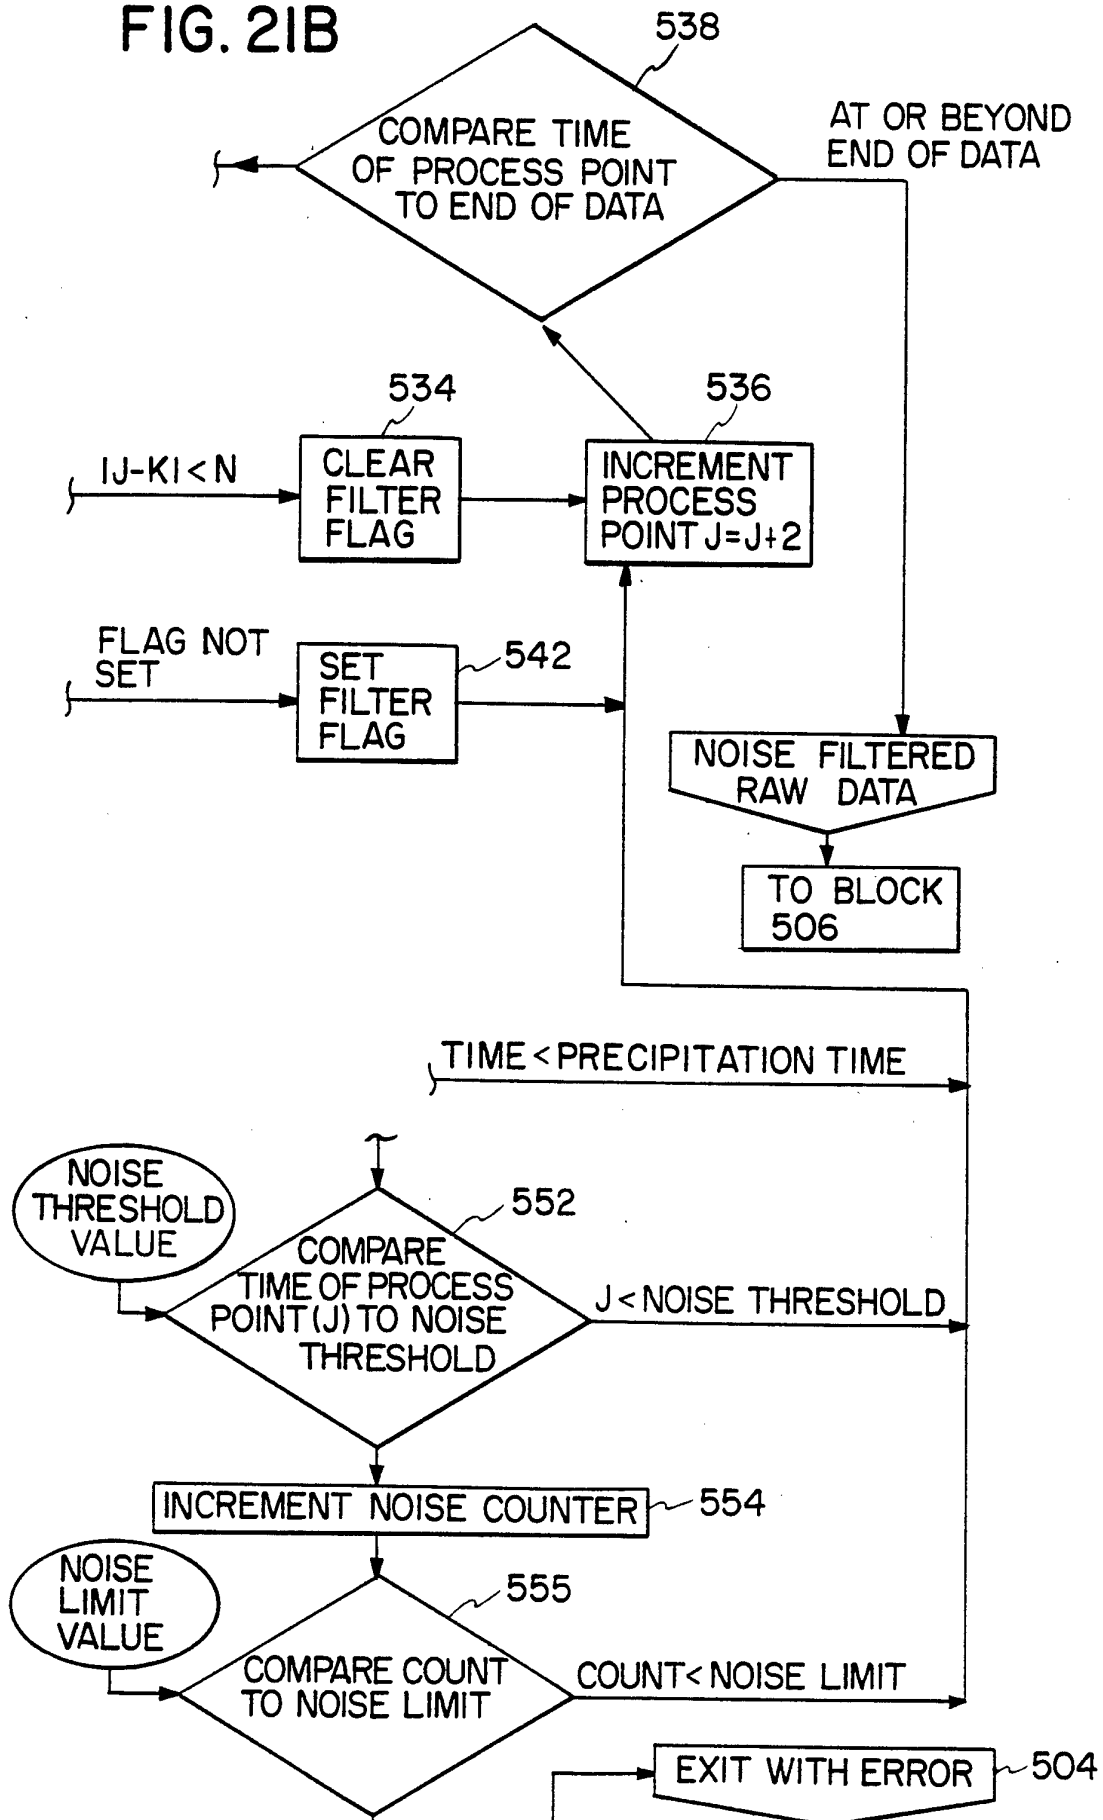 FIG. 21B
538
COMPARE TIME
OF PROCESS POINT
TO END OF DATA
AT OR BEYOND
END OF DATA
534
536
|J-K|<N
CLEAR
FILTER
FLAG
INCREMENT
PROCESS
POINT J=J+2
FLAG NOT
SET
SET
FILTER
FLAG
542
NOISE FILTERED
RAW DATA
TO BLOCK
506
TIME<PRECIPITATION TIME
NOISE
THRESHOLD
VALUE
552
COMPARE
TIME OF PROCESS
POINT (J) TO NOISE
THRESHOLD
J<NOISE THRESHOLD
INCREMENT NOISE COUNTER
554
NOISE
LIMIT
VALUE
555
COMPARE COUNT
TO NOISE LIMIT
COUNT<NOISE LIMIT
EXIT WITH ERROR
504